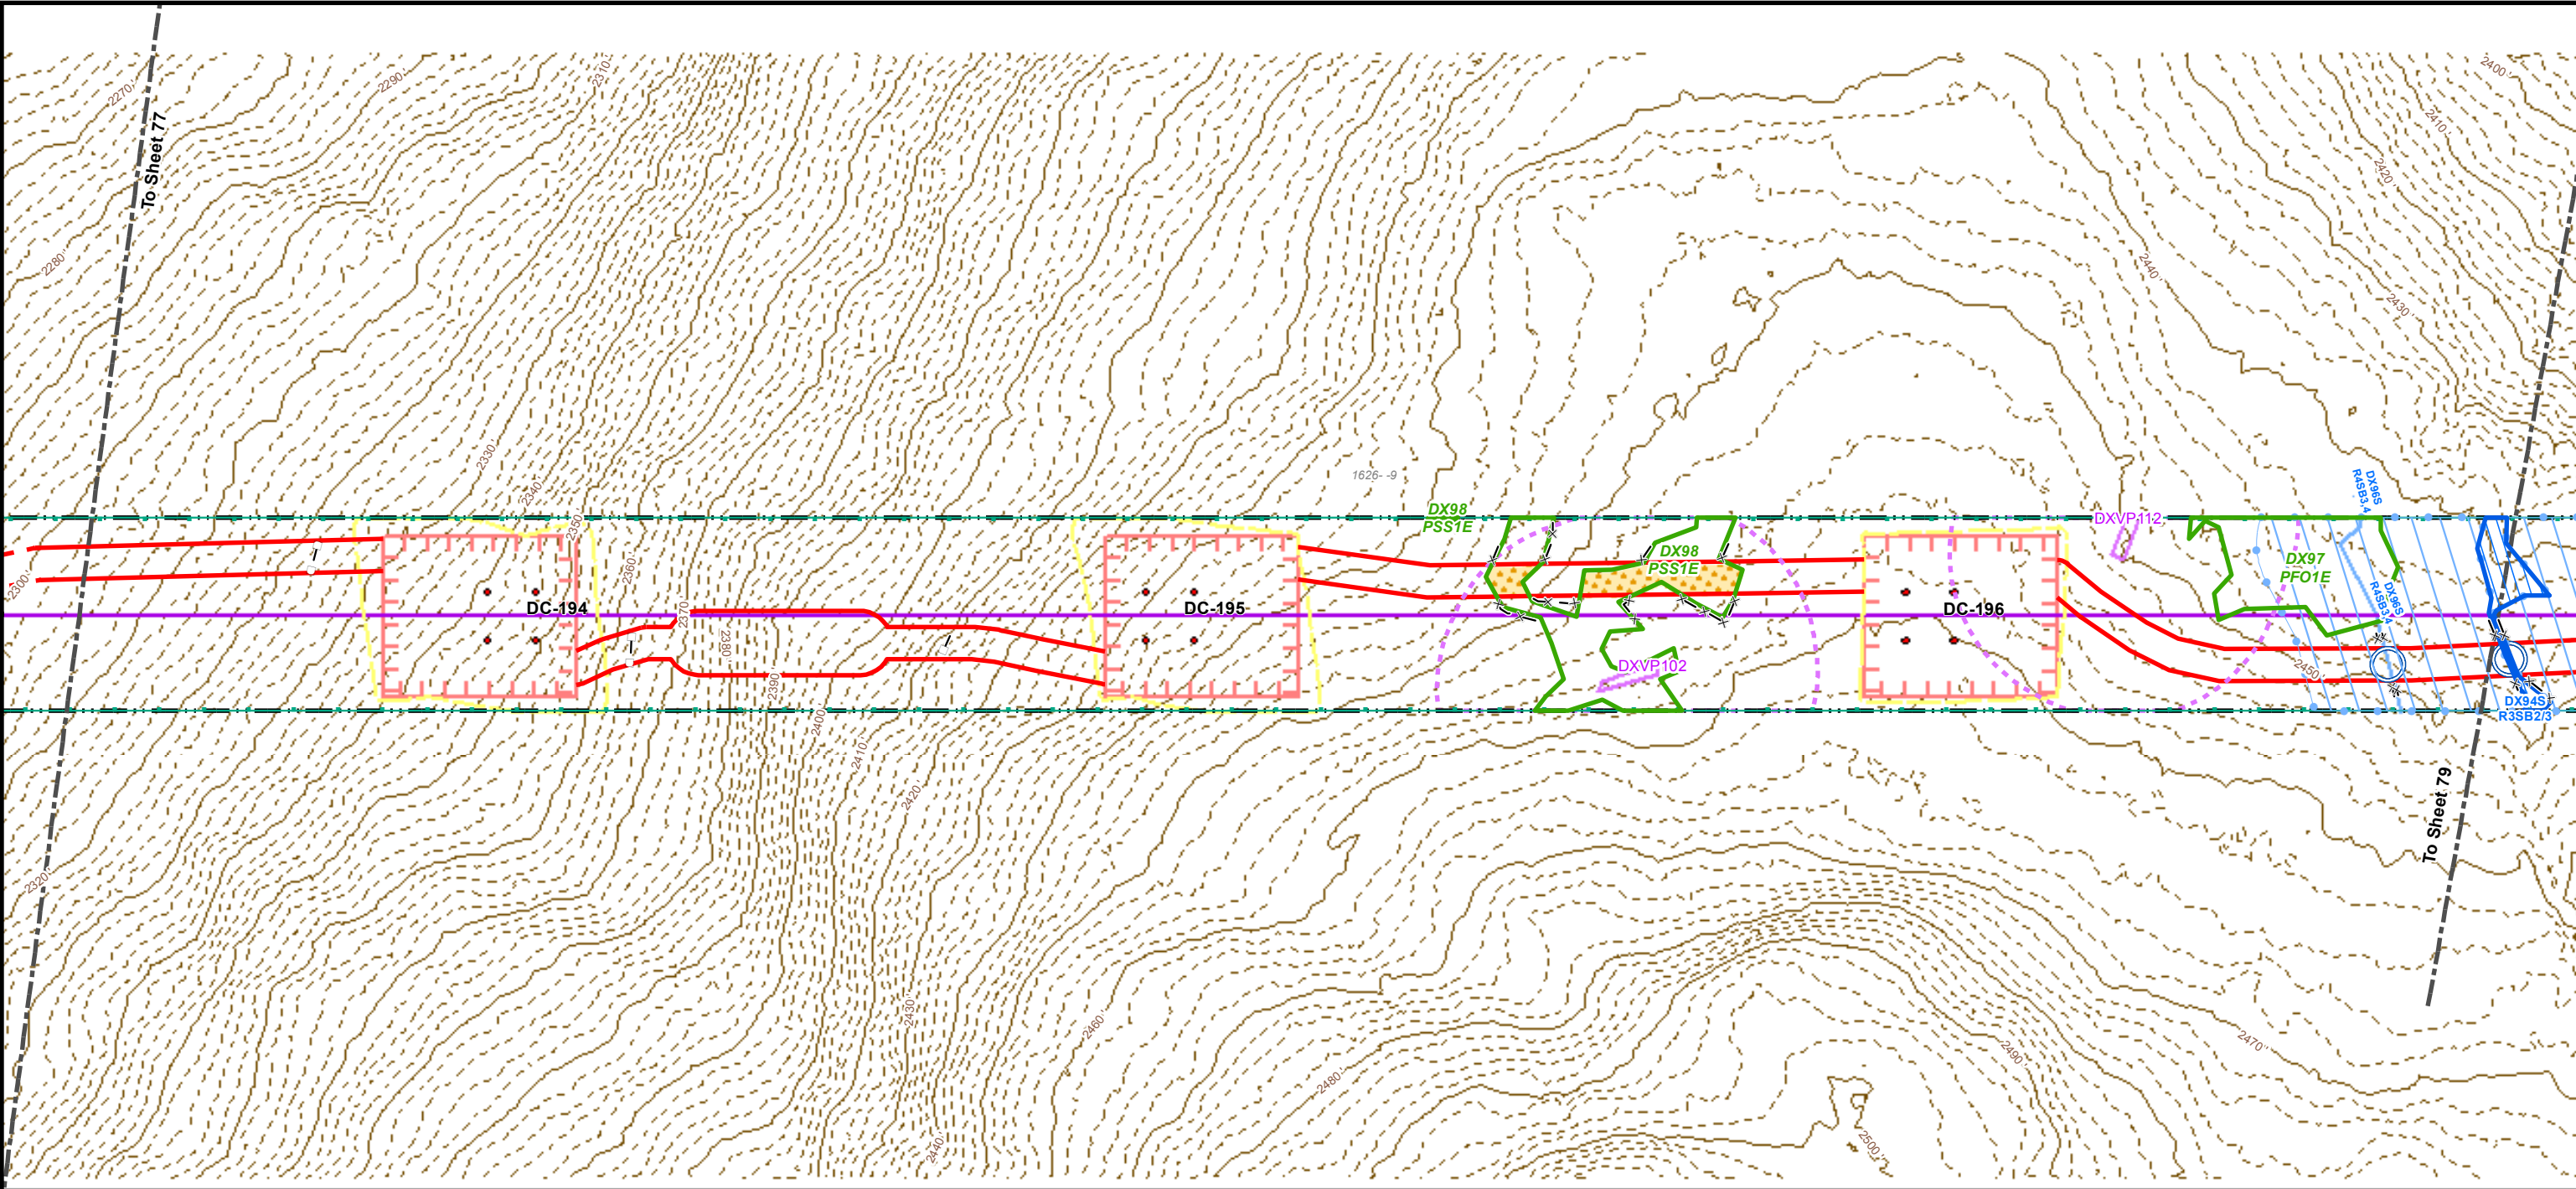 2270'
2290'
2310'
2400'
2410'
2420'
To Sheet 77
2280'
2440'
2430'
2330'
2340'
1626- -9
2350'
DX98
PSS1E
DXVP112
DX96S
R4SB3/4
2360'
DX98
PSS1E
DX97
PFO1E
2300'
DC-194
2370'
DC-195
DC-196
DX96S
R4SB3/4
2380'
2390'
DXVP102
2450'
2400'
DX94S
R3SB2/3
2410'
2420'
To Sheet 79
2320'
2430'
2460'
2480'
2490'
2470'
2440'
2500'